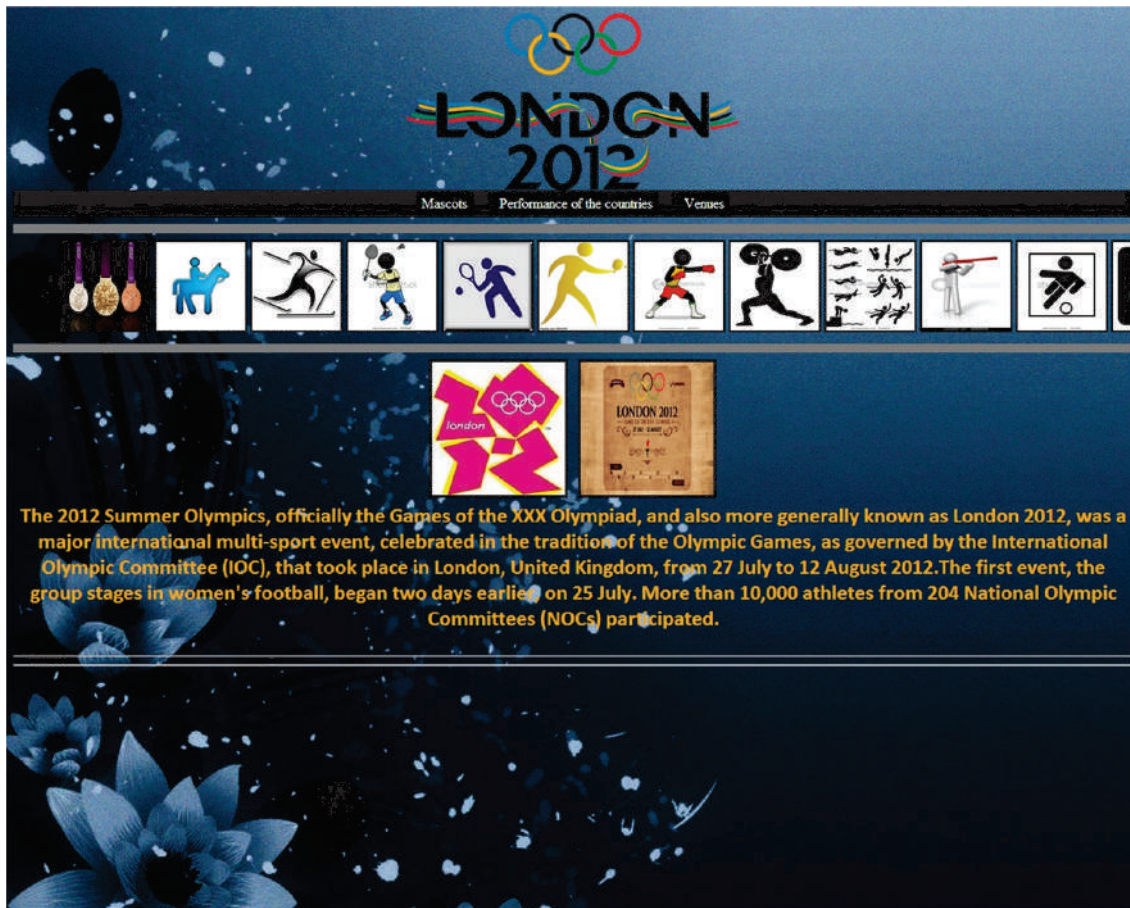 LONDON
2012
Mascots Performance of the countries Venues
london
LONDON 2012
The 2012 Summer Olympics, officially the Games of the XXX Olympiad, and also more generally known as London 2012, was a
major international multi-sport event, celebrated in the tradition of the Olympic Games, as governed by the International
Olympic Committee (IOC), that took place in London, United Kingdom, from 27 July to 12 August 2012.The first event, the
group stages in women's football, began two days earlier, on 25 July. More than 10,000 athletes from 204 National Olympic
Committees (NOCs) participated.